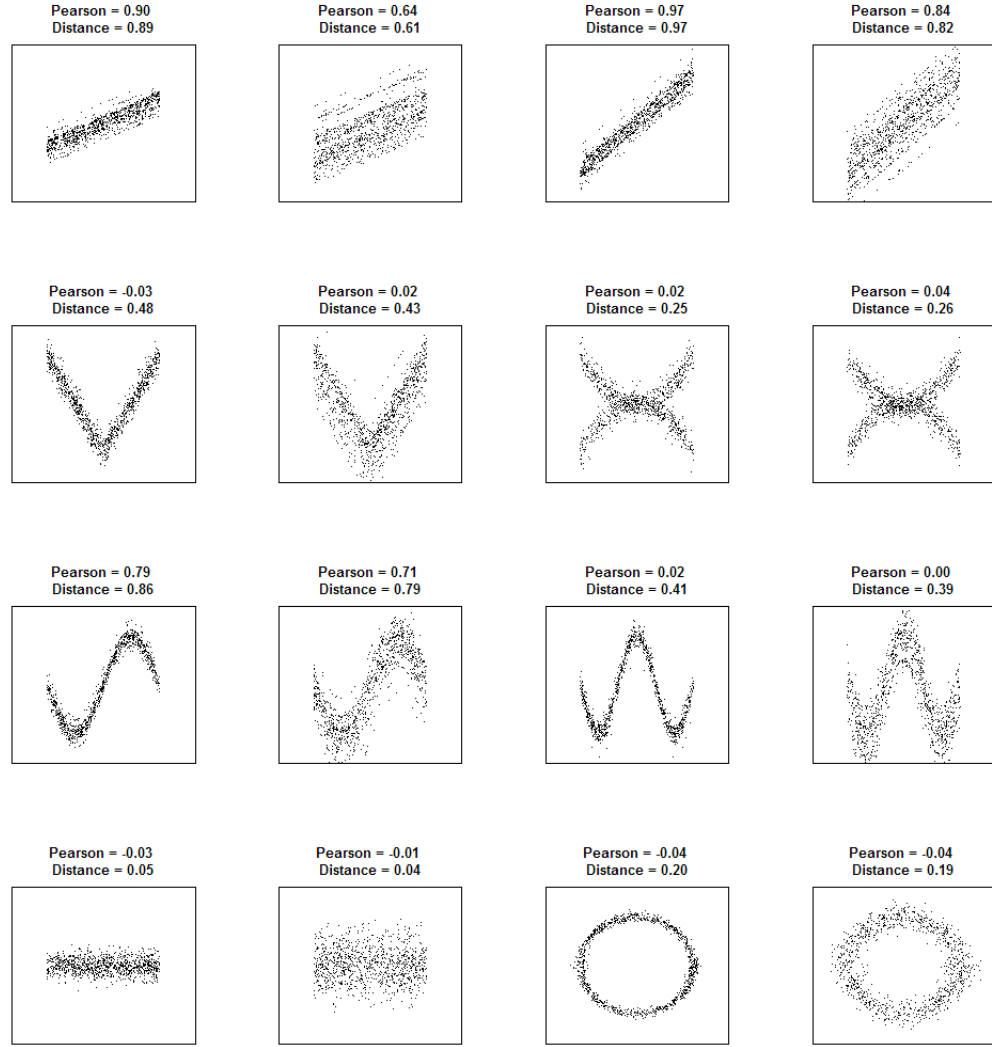 Pearson = 0.90
Distance = 0.89
Pearson = 0.64
Distance = 0.61
Pearson = 0.97
Distance = 0.97
Pearson = 0.84
Distance = 0.82
Pearson = -0.03
Distance = 0.48
Pearson = 0.02
Distance = 0.43
Pearson = 0.02
Distance = 0.25
Pearson = 0.04
Distance = 0.26
Pearson = 0.79
Distance = 0.86
Pearson = 0.71
Distance = 0.79
Pearson = 0.02
Distance = 0.41
Pearson = 0.00
Distance = 0.39
Pearson = -0.03
Distance = 0.05
Pearson = -0.01
Distance = 0.04
Pearson = -0.04
Distance = 0.20
Pearson = -0.04
Distance = 0.19